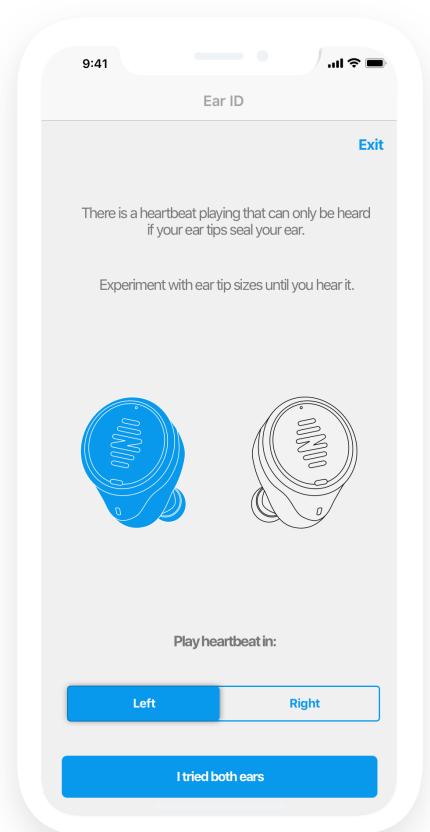 9:41
Ear ID
Exit
There is a heartbeat playing that can only be heard
if your ear tips seal your ear.
Experiment with ear tip sizes until you hear it.
Play heartbeat in:
Left
Right
I tried both ears